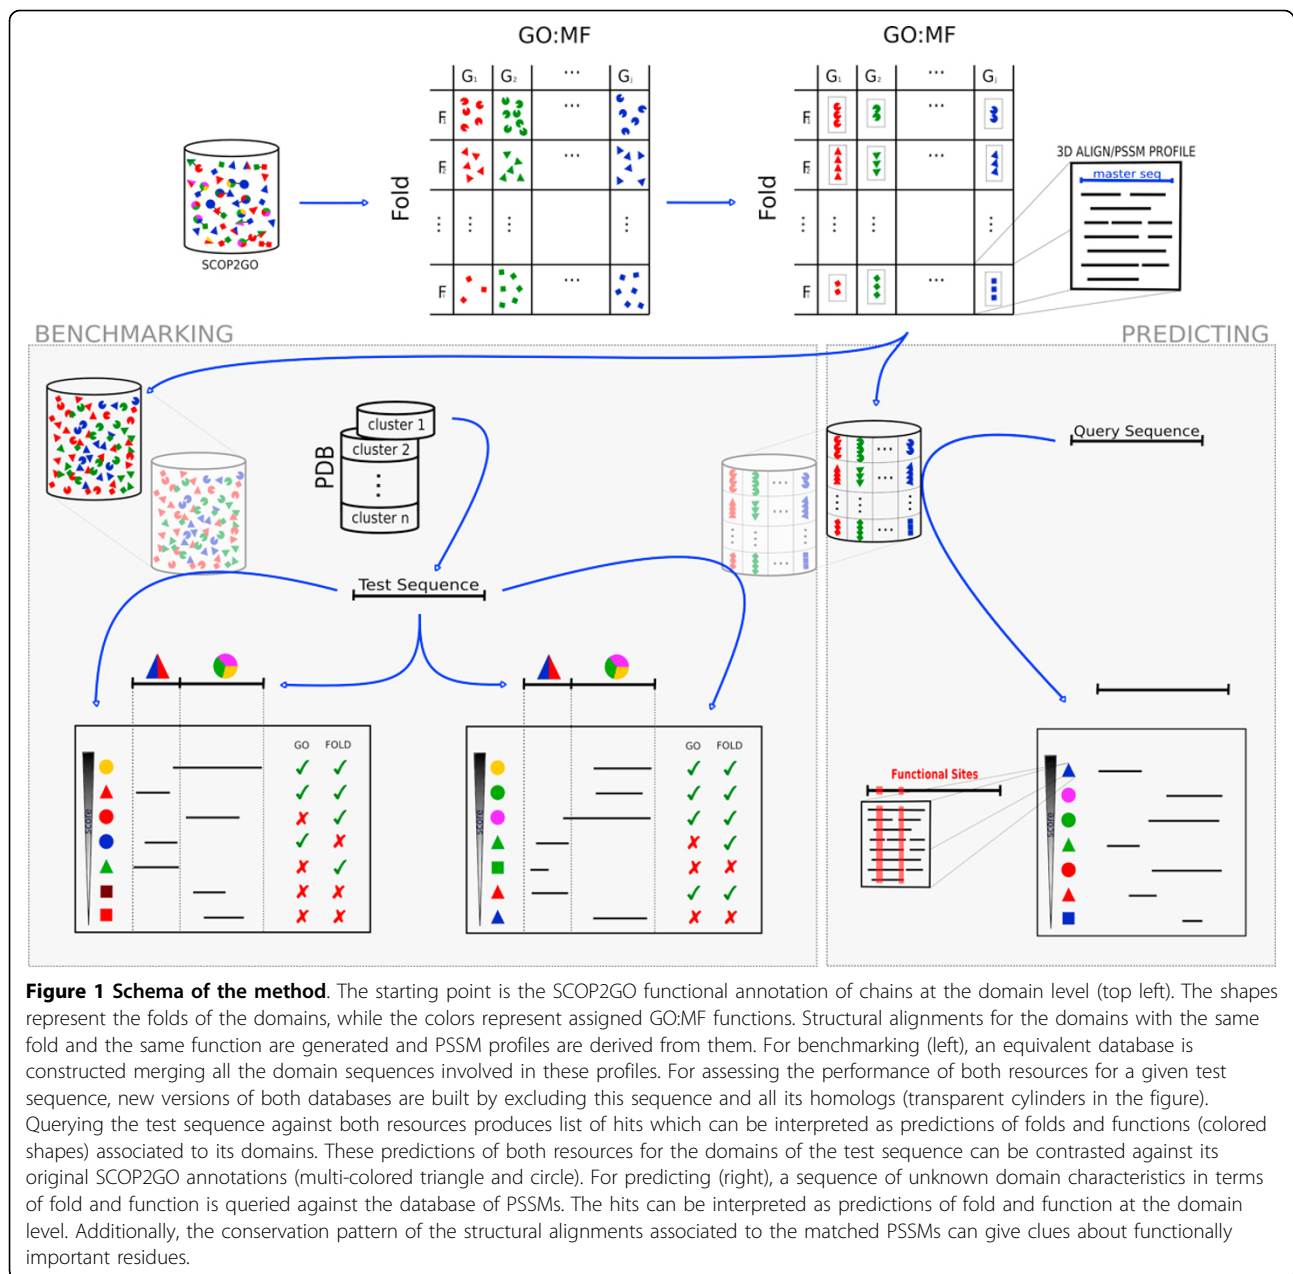 GO:MF
GO:MF
G₁ G₂ ... Gⱼ
G₁ G₂ ... Gⱼ
F₁
F₁
F₂
F₂
Fold
Fold
3D ALIGN/PSSM PROFILE
master seq
SCOP2GO
BENCHMARKING
PREDICTING
PDB
cluster 1
cluster 2
cluster n
Query Sequence
Test Sequence
GO FOLD
GO FOLD
score
score
score
Functional Sites
Figure 1 Schema of the method. The starting point is the SCOP2GO functional annotation of chains at the domain level (top left). The shapes
represent the folds of the domains, while the colors represent assigned GO:MF functions. Structural alignments for the domains with the same
fold and the same function are generated and PSSM profiles are derived from them. For benchmarking (left), an equivalent database is
constructed merging all the domain sequences involved in these profiles. For assessing the performance of both resources for a given test
sequence, new versions of both databases are built by excluding this sequence and all its homologs (transparent cylinders in the figure).
Querying the test sequence against both resources produces list of hits which can be interpreted as predictions of folds and functions (colored
shapes) associated to its domains. These predictions of both resources for the domains of the test sequence can be contrasted against its
original SCOP2GO annotations (multi-colored triangle and circle). For predicting (right), a sequence of unknown domain characteristics in terms
of fold and function is queried against the database of PSSMs. The hits can be interpreted as predictions of fold and function at the domain
level. Additionally, the conservation pattern of the structural alignments associated to the matched PSSMs can give clues about functionally
important residues.